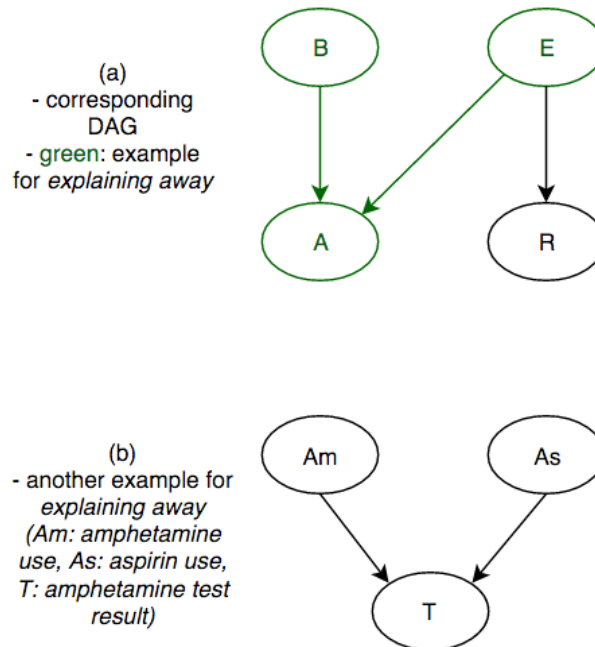 (a)
- corresponding
DAG
- green: example
for explaining away
B
E
A
R
(b)
- another example for
explaining away
(Am: amphetamine
use, As: aspirin use,
T: amphetamine test
result)
Am
As
T